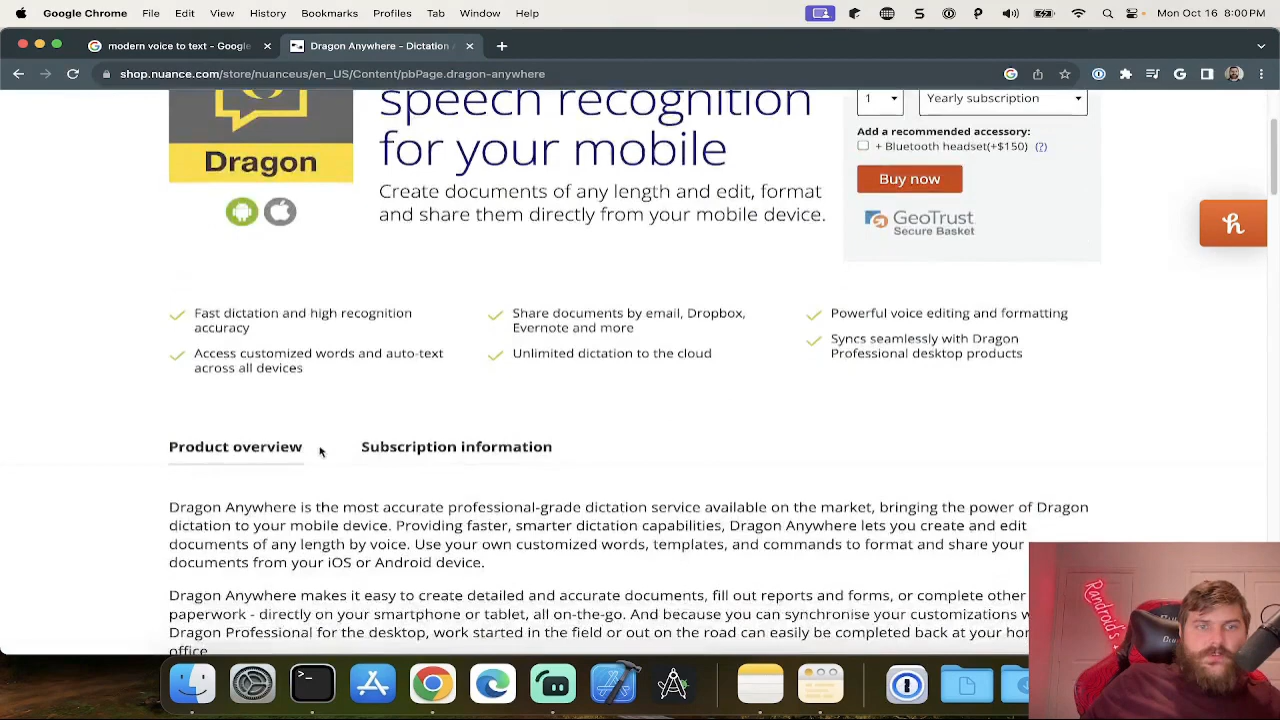 Google Chrome File Edit View History Bookmarks Profiles Tab Window Help
Mon Oct 16
modern voice to text - Google
Dragon Anywhere - Dictation
shop.nuance.com/store/nuanceus/en_US/Content/pbPage.dragon-anywhere
Dragon
speech recognition
for your mobile
Create documents of any length and edit, format
and share them directly from your mobile device.
1
Yearly subscription
Add a recommended accessory:
+ Bluetooth headset(+$150) (?)
Buy now
GeoTrust
Secure Basket
Fast dictation and high recognition
accuracy
Access customized words and auto-text
across all devices
Share documents by email, Dropbox,
Evernote and more
Unlimited dictation to the cloud
Powerful voice editing and formatting
Syncs seamlessly with Dragon
Professional desktop products
Product overview
Subscription information
Dragon Anywhere is the most accurate professional-grade dictation service available on the market, bringing the power of Dragon
dictation to your mobile device. Providing faster, smarter dictation capabilities, Dragon Anywhere lets you create and edit
documents of any length by voice. Use your own customized words, templates, and commands to format and share your
documents from your iOS or Android device.
Dragon Anywhere makes it easy to create detailed and accurate documents, fill out reports and forms, or complete other
paperwork - directly on your smartphone or tablet, all on-the-go. And because you can synchronise your customizations
Dragon Professional for the desktop, work started in the field or out on the road can easily be completed back at your
office
Randroid's